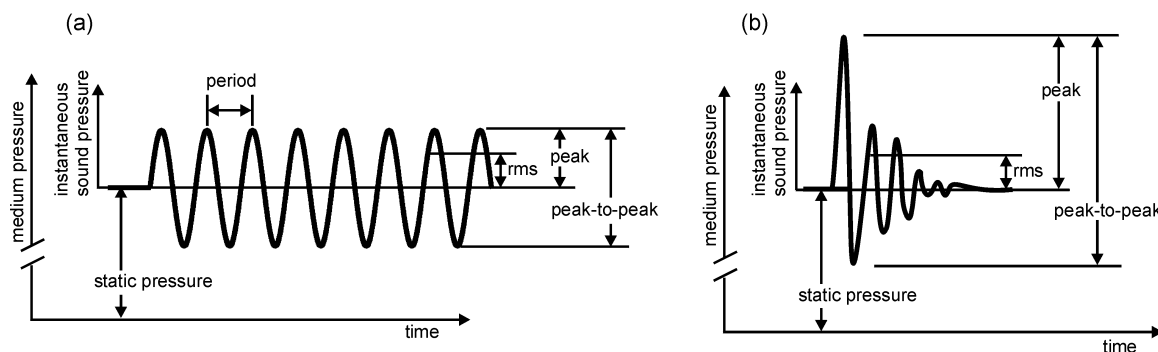 (a)
medium pressure
instantaneous
sound pressure
period
peak
rms
peak-to-peak
static pressure
time
(b)
medium pressure
instantaneous
sound pressure
peak
rms
peak-to-peak
static pressure
time